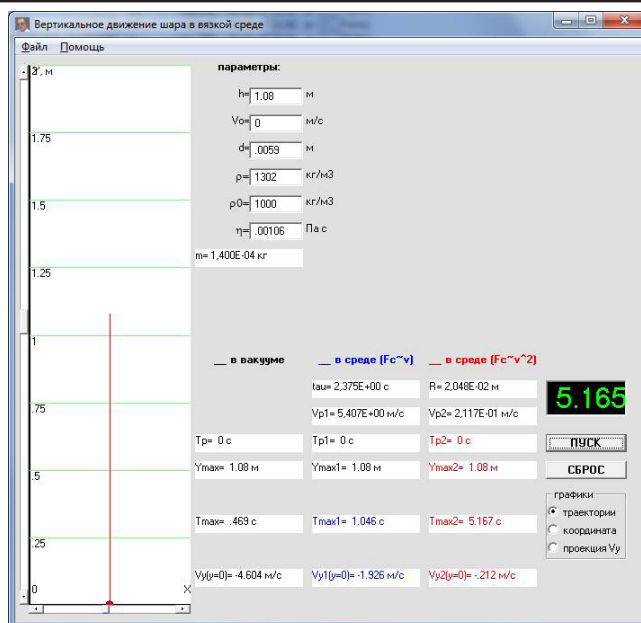 Вертикальное движение шара в вязкой среде
Файл Помощь
2Y, м
1.75
1.5
1.25
1
.75
.5
.25
0
X
параметры:
h= 1.08 м
Vo= 0 м/с
d= .0059 м
ρ= 1302 кг/м3
ρ0= 1000 кг/м3
η= .00106 Па с
m= 1,400E-04 кг
__ в вакууме __ в среде (Fc~v) __ в среде (Fc~v^2)
tau= 2,375E+00 с R= 2,048E-02 м
Vp1= 5,407E+00 м/с Vp2= 2,117E-01 м/с
Tp= 0 с Tp1= 0 с Tp2= 0 с
Ymax= 1.08 м Ymax1= 1.08 м Ymax2= 1.08 м
Tmax= .469 с Tmax1= 1.046 с Tmax2= 5.167 с
Vy(y=0)= -4.604 м/с Vy1(y=0)= -1.926 м/с Vy2(y=0)= -.212 м/с
5.165
ПУСК
СБРОС
графики
траектории
координата
проекция Vy